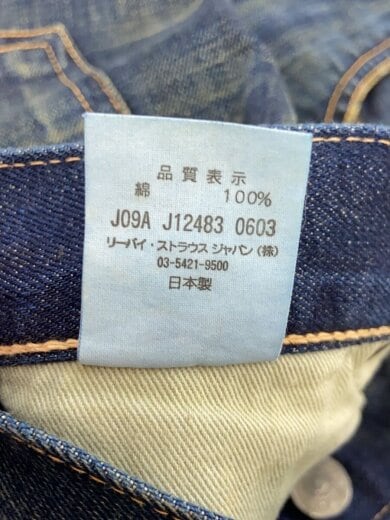 品質表示
綿 100%
J09A J12483 0603
リーバイ・ストラウス ジャパン(株)
03-5421-9500
日本製